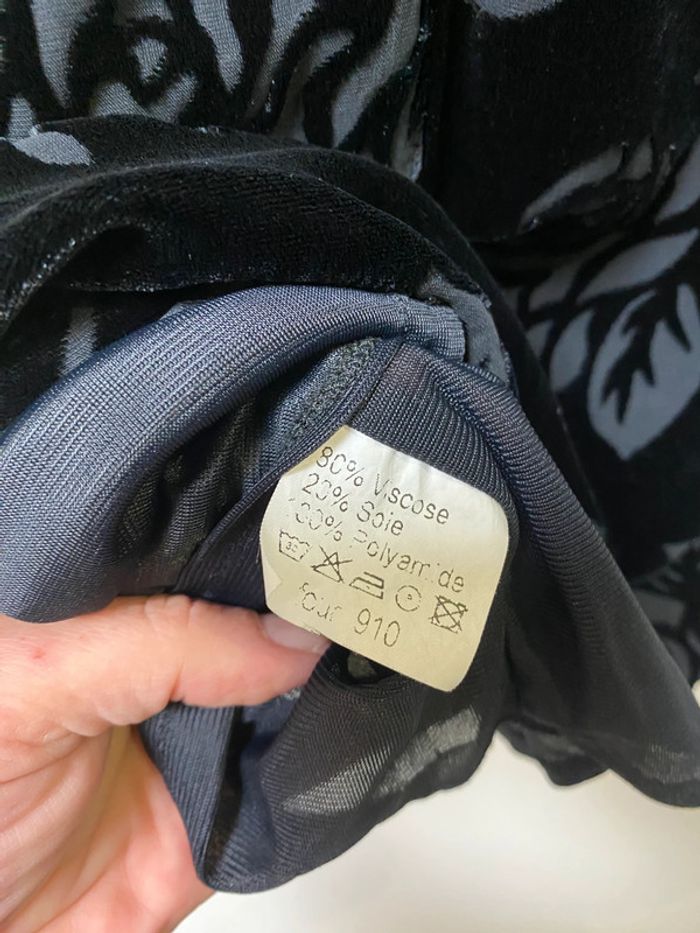 80% Viscose
20% Soie
100% Polyamide
four 910